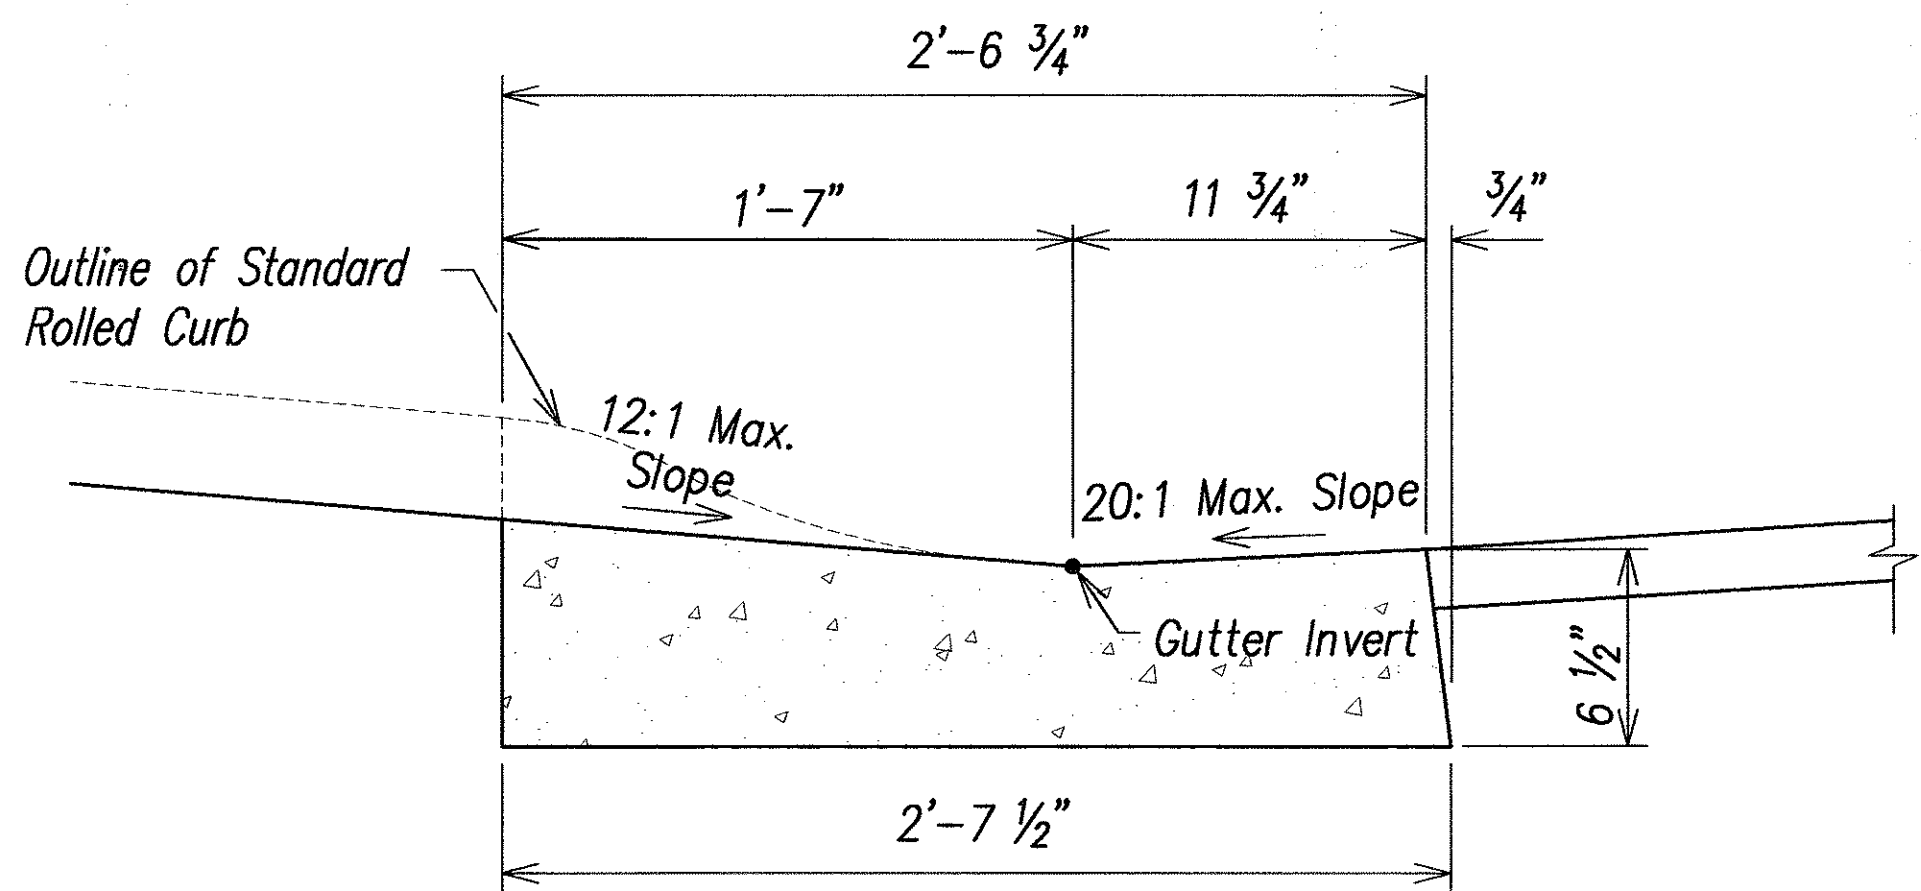 2'-6 ¾"
1'-7"
11 ¾"
¾"
Outline of Standard
Rolled Curb
12:1 Max.
Slope
20:1 Max. Slope
Gutter Invert
6 ½"
2'-7 ½"